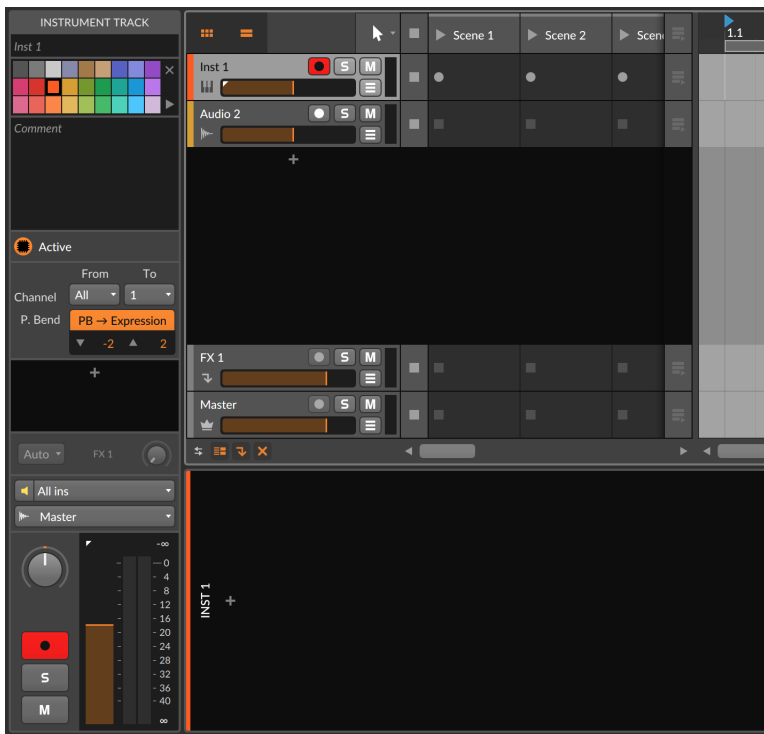 INSTRUMENT TRACK
Inst 1
Comment
Active
From To
Channel All 1
P. Bend PB → Expression
-2 2
Auto FX 1
All ins
Master
-∞
0
4
8
12
16
20
24
28
32
36
40
∞
S
M
Scene 1 Scene 2 Scen
1.1
Inst 1 S M
Audio 2 S M
FX 1 S M
Master S M
INST 1